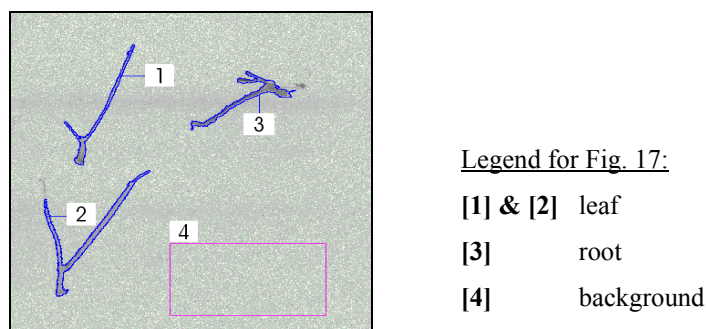 1
3
2
4
Legend for Fig. 17:
[1] & [2] leaf
[3] root
[4] background